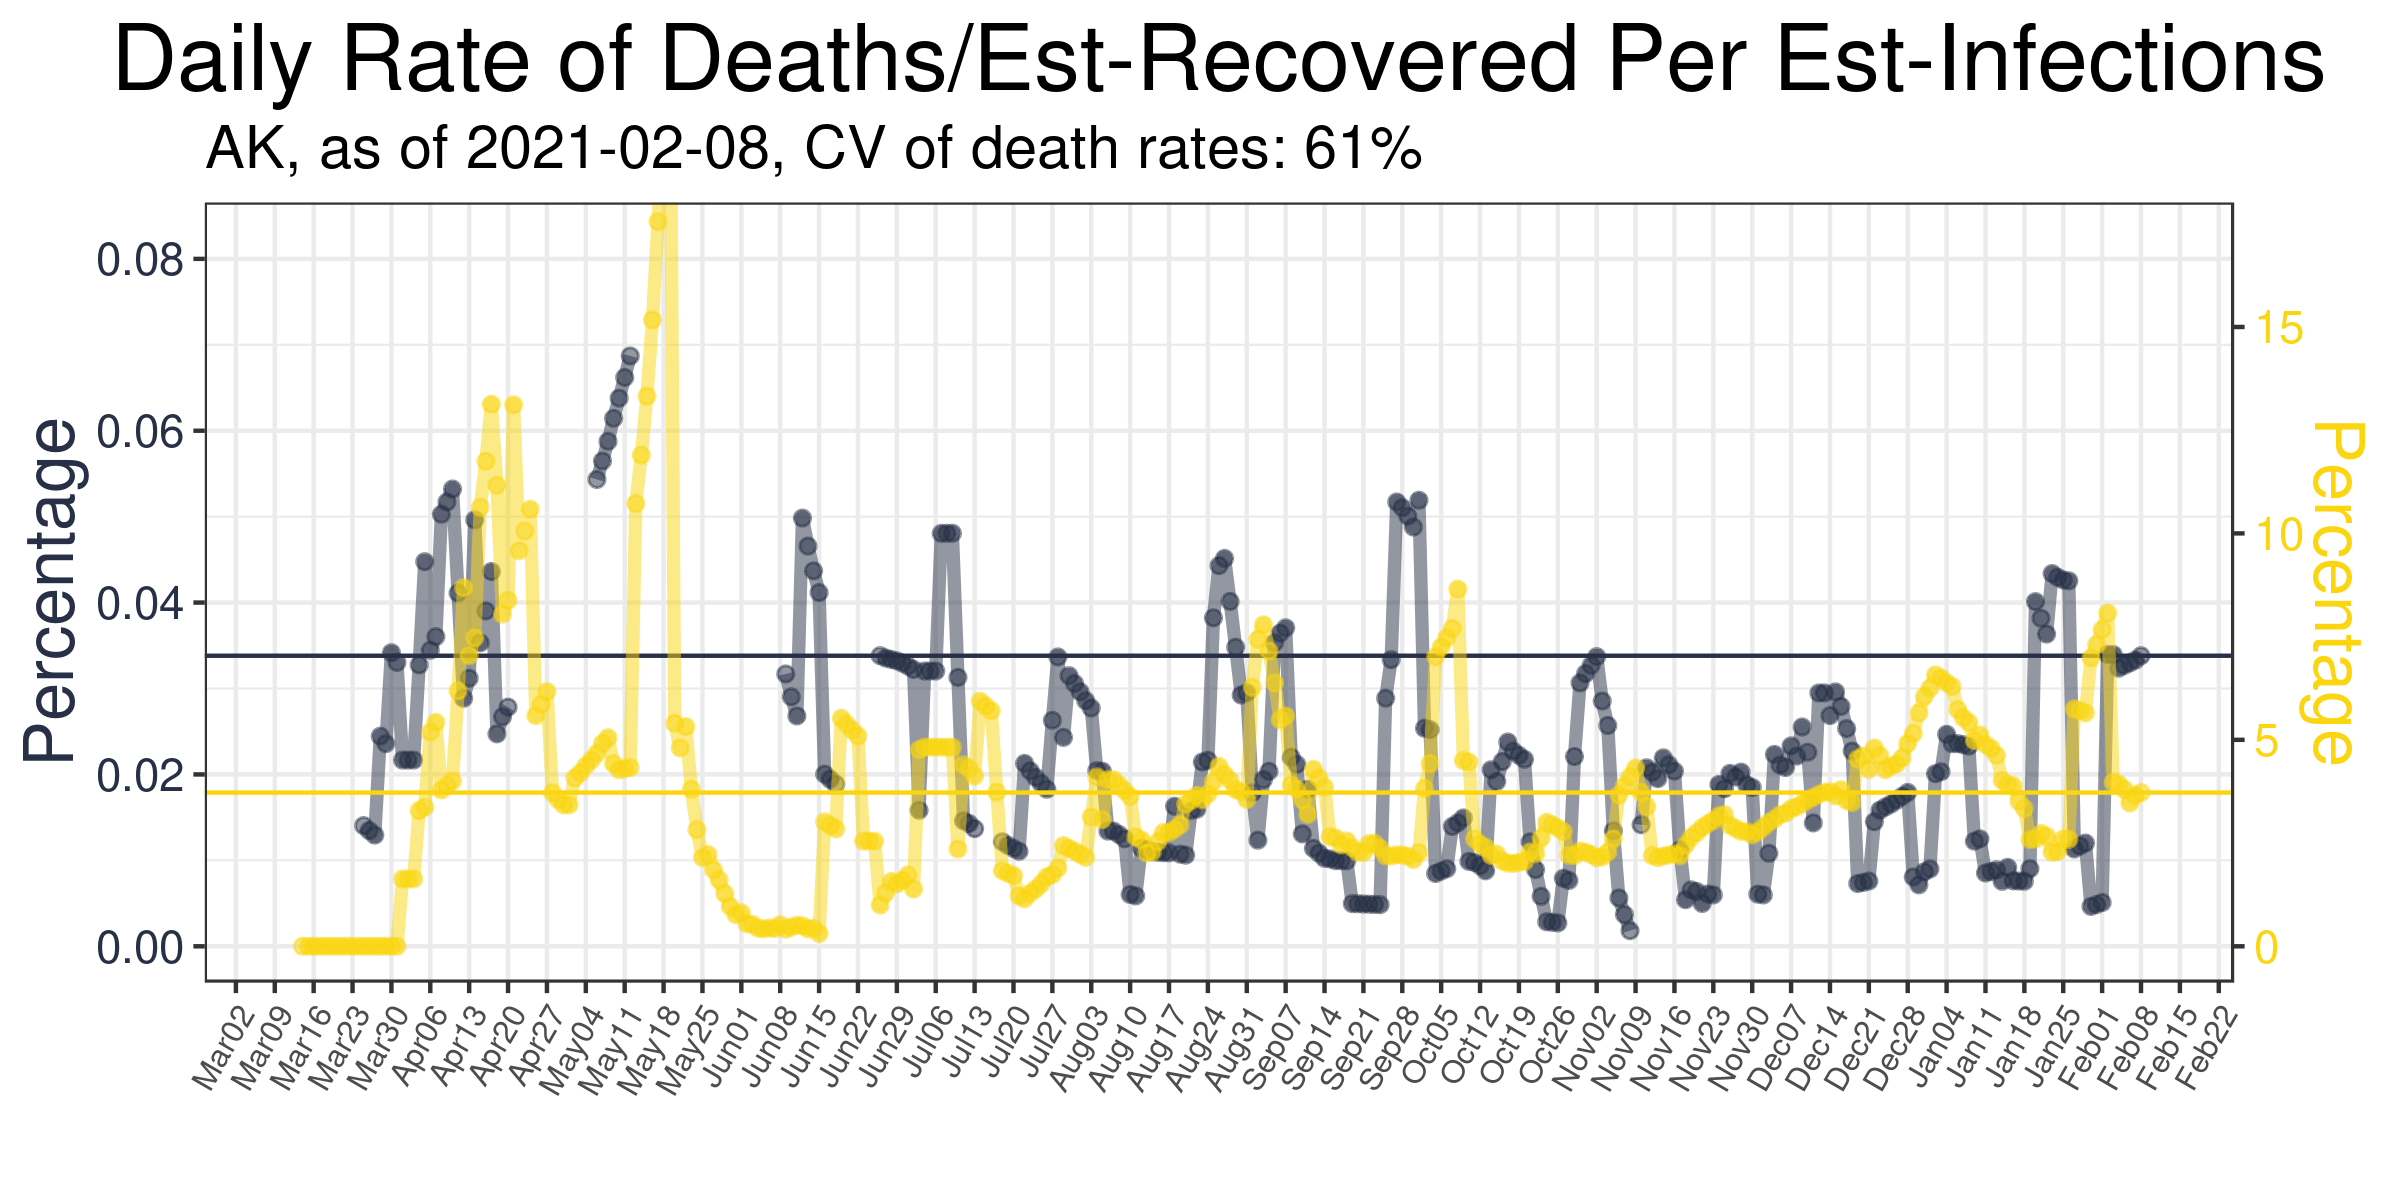 Daily Rate of Deaths/Est-Recovered Per Est-Infections
AK, as of 2021-02-08, CV of death rates: 61%
Percentage
0.08
0.06
0.04
0.02
0.00
15
10
5
0
Percentage
Mar02
Mar09
Mar16
Mar23
Mar30
Apr06
Apr13
Apr20
Apr27
May04
May11
May18
May25
Jun01
Jun08
Jun15
Jun22
Jun29
Jul06
Jul13
Jul20
Jul27
Aug03
Aug10
Aug17
Aug24
Aug31
Sep07
Sep14
Sep21
Sep28
Oct05
Oct12
Oct19
Oct26
Nov02
Nov09
Nov16
Nov23
Nov30
Dec07
Dec14
Dec21
Dec28
Jan04
Jan11
Jan18
Jan25
Feb01
Feb08
Feb15
Feb22